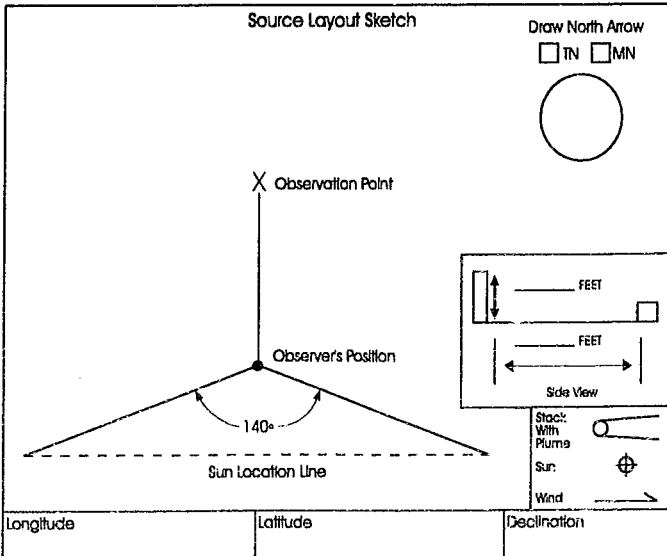 Source Layout Sketch
Draw North Arrow
TN MN
X Observation Point
FEET
Observer's Position
FEET
140°
Side View
Sun Location Line
Stack
With
Plume
Sun
Wind
Longitude
Latitude
Declination